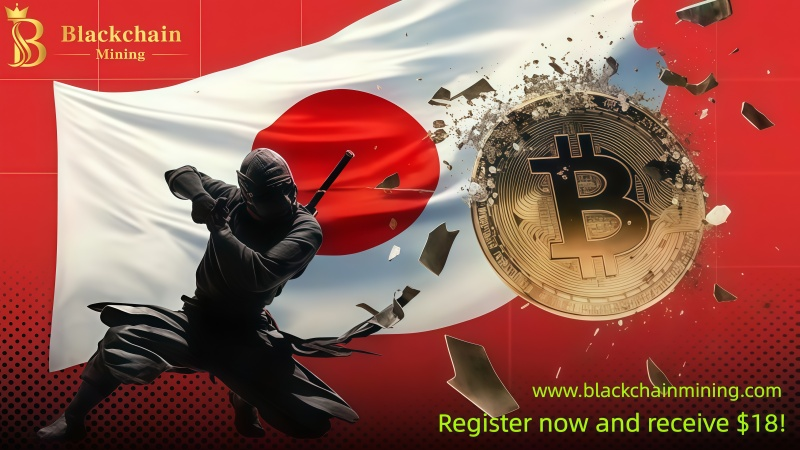 Blackchain
Mining
www.blackchainmining.com
Register now and receive $18!